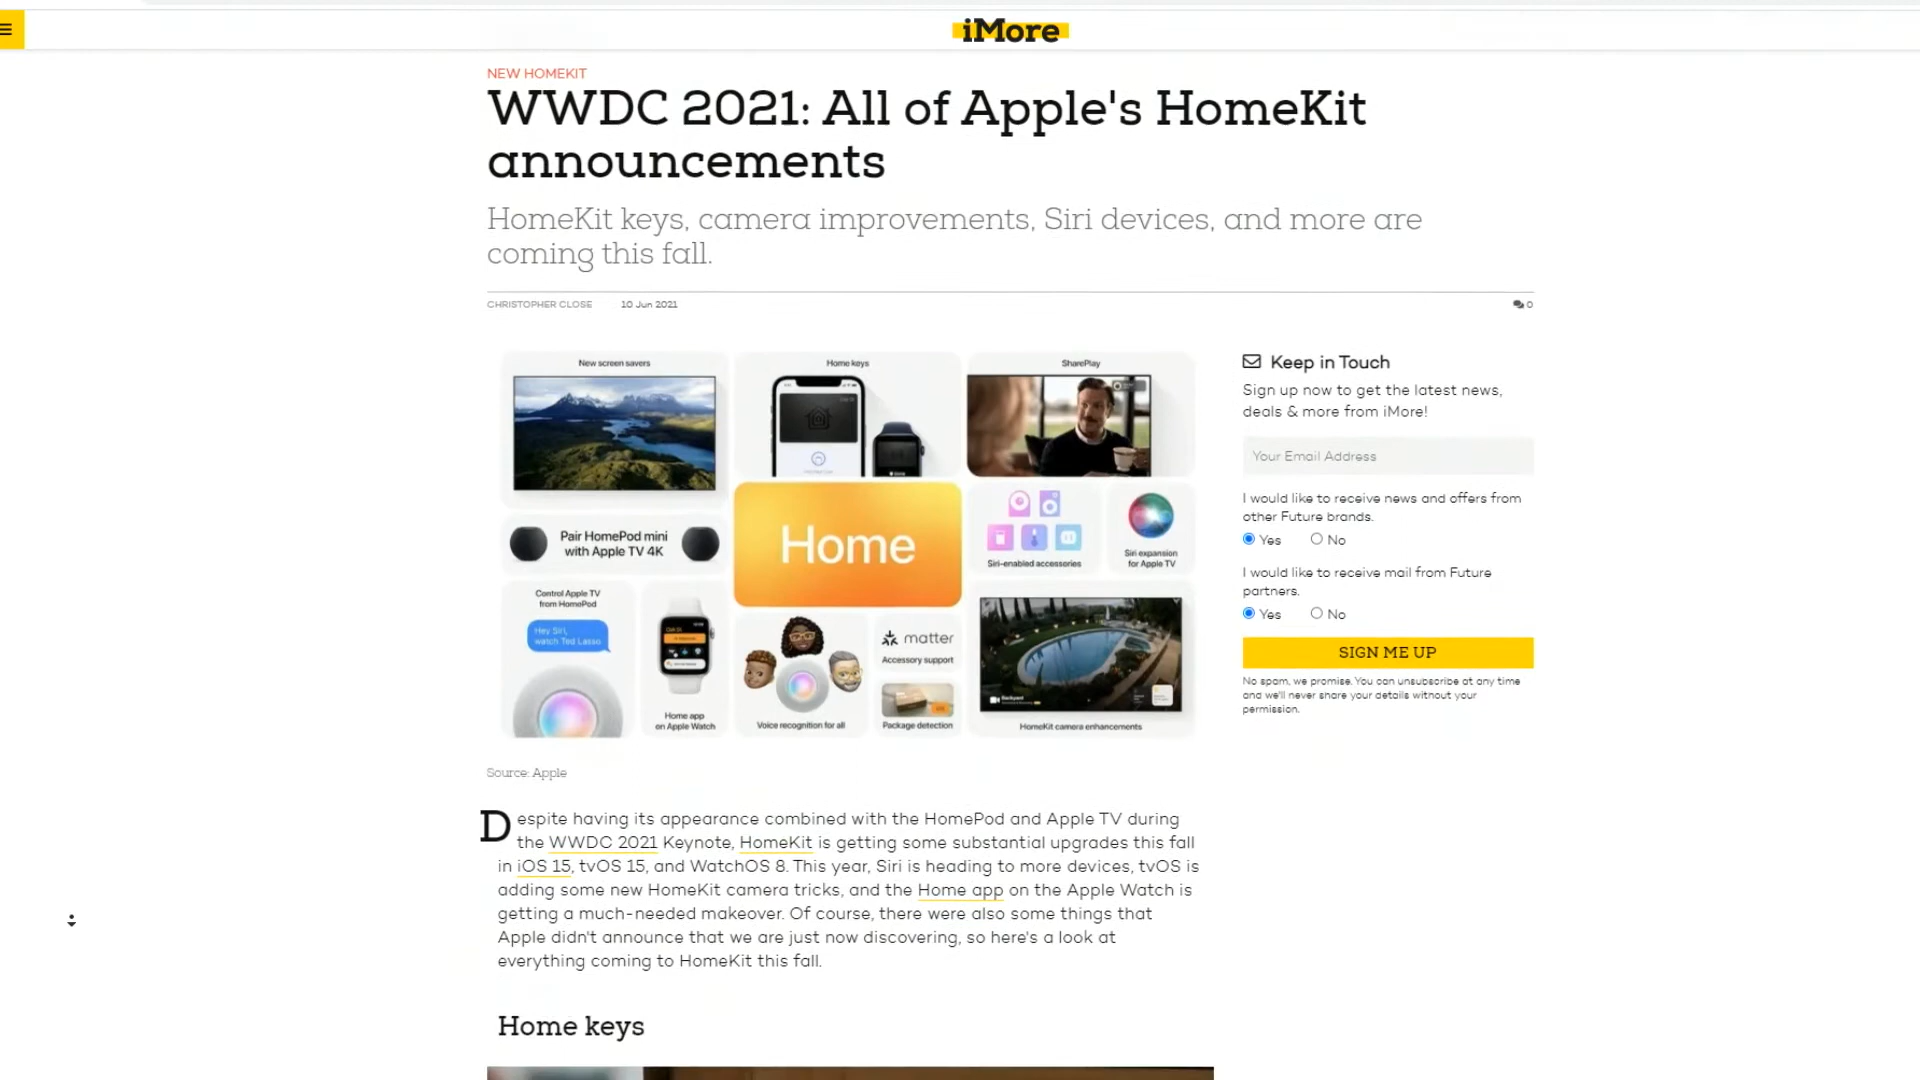 iMore
NEW HOMEKIT
WWDC 2021: All of Apple's HomeKit
announcements
HomeKit keys, camera improvements, Siri devices, and more are
coming this fall.
CHRISTOPHER CLOSE 10 Jun 2021 0
New screen savers
Home keys
SharePlay
Pair HomePod mini
with Apple TV 4K
Home
Siri-enabled accessories
Siri expansion
for Apple TV
Control Apple TV
from HomePod
Hey Siri,
watch Ted Lasso
Home app
on Apple Watch
Voice recognition for all
matter
Accessory support
Package detection
Backyard
HomeKit camera enhancements
Keep in Touch
Sign up now to get the latest news,
deals & more from iMore!
Your Email Address
I would like to receive news and offers from
other Future brands.
Yes No
I would like to receive mail from Future
partners.
Yes No
SIGN ME UP
No spam, we promise. You can unsubscribe at any time
and we'll never share your details without your
permission.
Source: Apple
Despite having its appearance combined with the HomePod and Apple TV during
the WWDC 2021 Keynote, HomeKit is getting some substantial upgrades this fall
in iOS 15, tvOS 15, and WatchOS 8. This year, Siri is heading to more devices, tvOS is
adding some new HomeKit camera tricks, and the Home app on the Apple Watch is
getting a much-needed makeover. Of course, there were also some things that
Apple didn't announce that we are just now discovering, so here's a look at
everything coming to HomeKit this fall.
Home keys